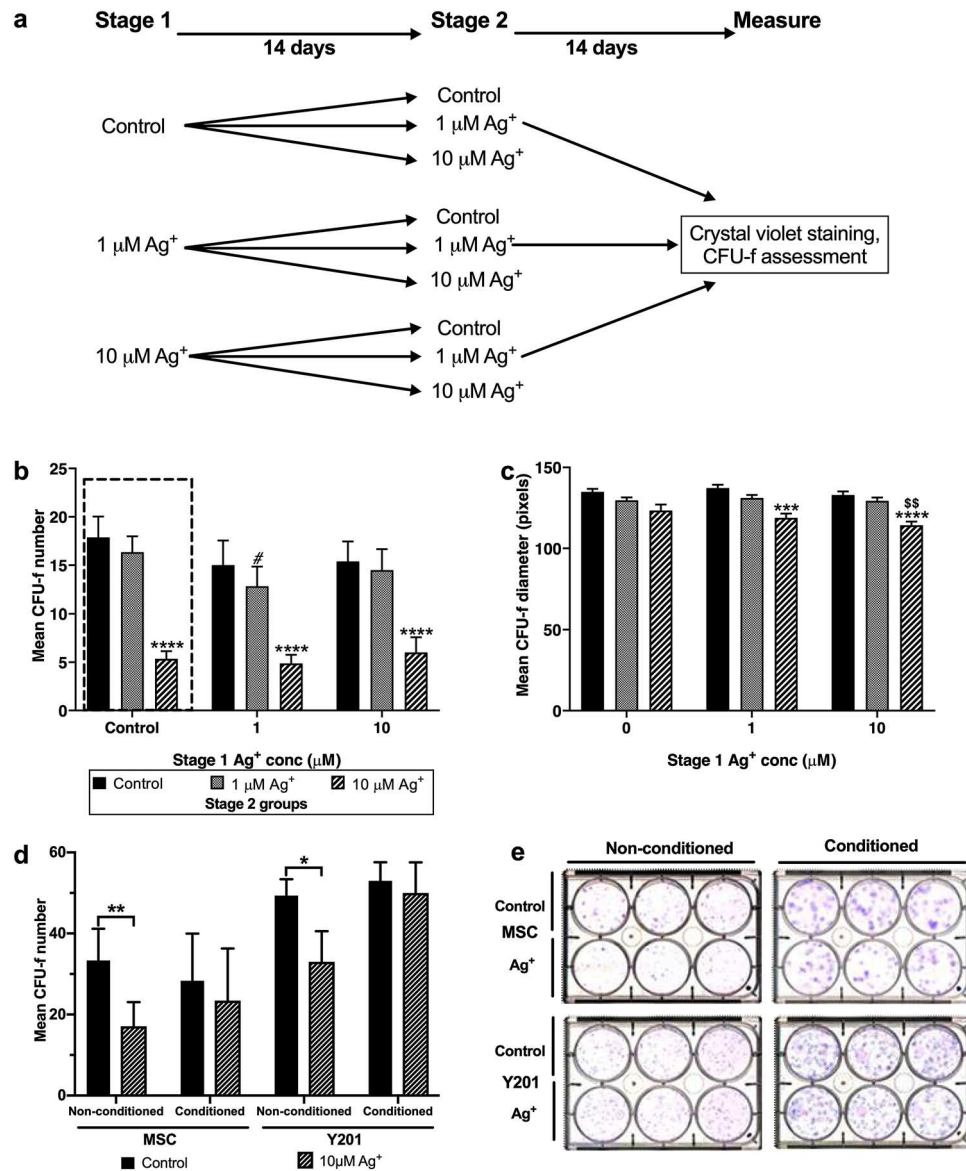 a
Stage 1
Stage 2
Measure
14 days
14 days
Control
Control
1 μM Ag⁺
10 μM Ag⁺
1 μM Ag⁺
Control
1 μM Ag⁺
10 μM Ag⁺
10 μM Ag⁺
Control
1 μM Ag⁺
10 μM Ag⁺
Crystal violet staining,
CFU-f assessment
b
Mean CFU-f number
25
20
15
10
5
0
****
#
****
****
Control
1
10
Stage 1 Ag⁺ conc (μM)
Control
1 μM Ag⁺
10 μM Ag⁺
Stage 2 groups
c
Mean CFU-f diameter (pixels)
150
100
50
0
***
$$
****
0
1
10
Stage 1 Ag⁺ conc (μM)
d
Mean CFU-f number
60
40
20
0
**
*
Non-conditioned
Conditioned
Non-conditioned
Conditioned
MSC
Y201
Control
10μM Ag⁺
e
Non-conditioned
Conditioned
Control
MSC
Ag⁺
Control
Y201
Ag⁺